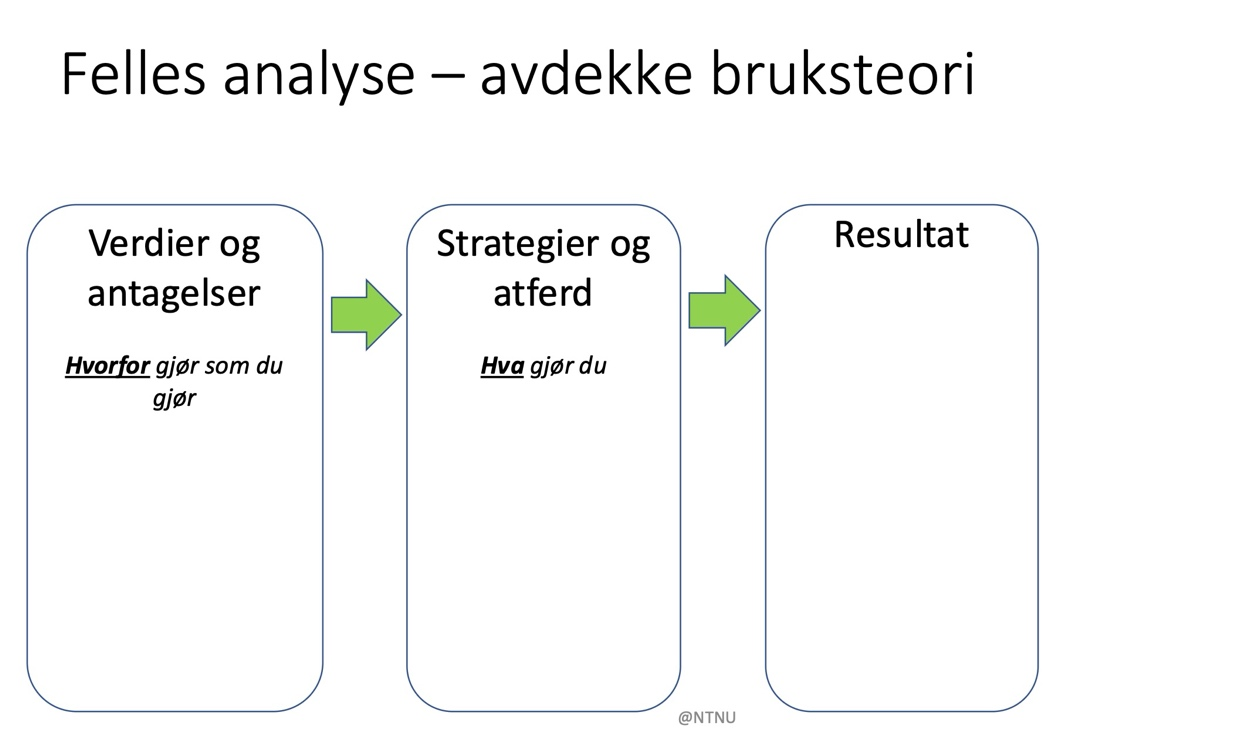 Felles analyse – avdekke bruksteori
Verdier og
antagelser
Hvorfor gjør som du
gjør
Strategier og
atferd
Hva gjør du
Resultat
@NTNU